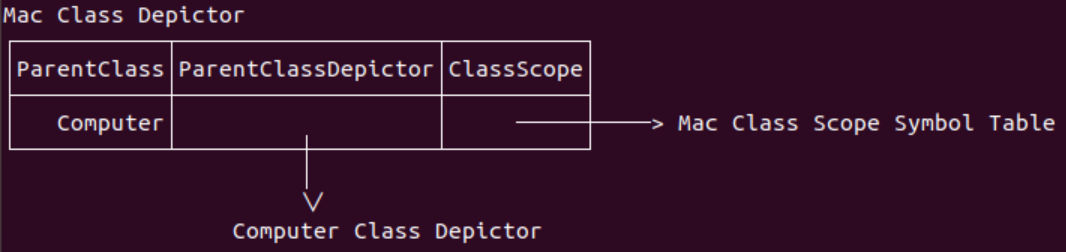 Mac Class Depictor
ParentClass ParentClassDepictor ClassScope
Computer > Mac Class Scope Symbol Table
Computer Class Depictor